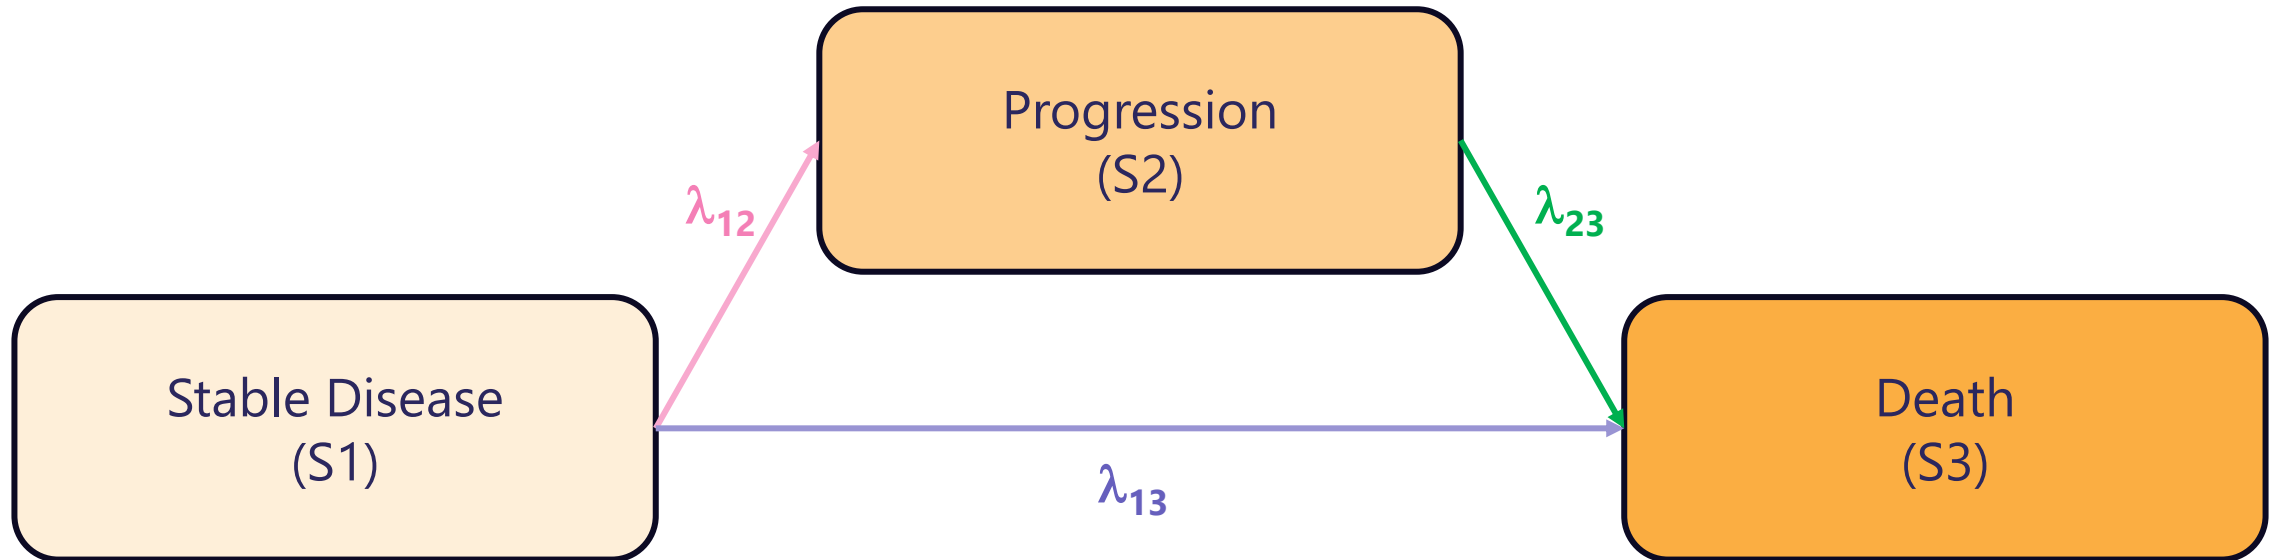 Progression
(S2)
λ12
λ23
Stable Disease
(S1)
Death
(S3)
λ13